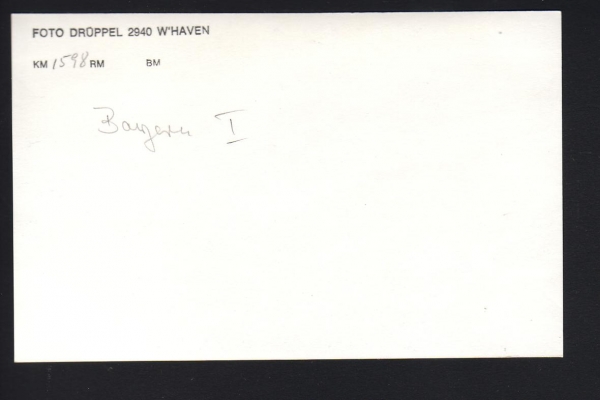 FOTO DRÜPPEL 2940 W'HAVEN
KM 1598 RM BM
Bayern I